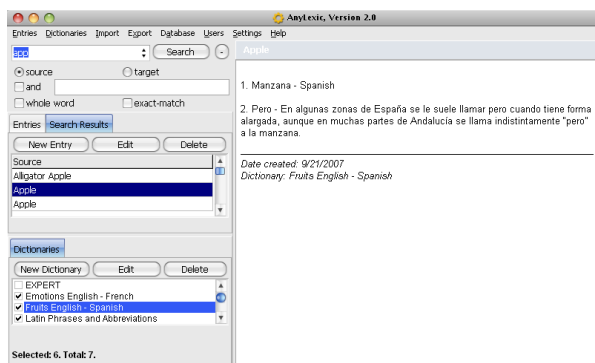 AnyLexic, Version 2.0
Entries Dictionaries Import Export Database Users Settings Help
app Search -
source target
and
whole word exact-match
Entries Search Results
New Entry Edit Delete
Source
Alligator Apple
Apple
Apple
Dictionaries
New Dictionary Edit Delete
EXPERT
Emotions English - French
Fruits English - Spanish
Latin Phrases and Abbreviations
Selected: 6. Total: 7.
Apple
1. Manzana - Spanish
2. Pero - En algunas zonas de España se le suele llamar pero cuando tiene forma
alargada, aunque en muchas partes de Andalucía se llama indistintamente "pero"
a la manzana.
Date created: 9/21/2007
Dictionary: Fruits English - Spanish